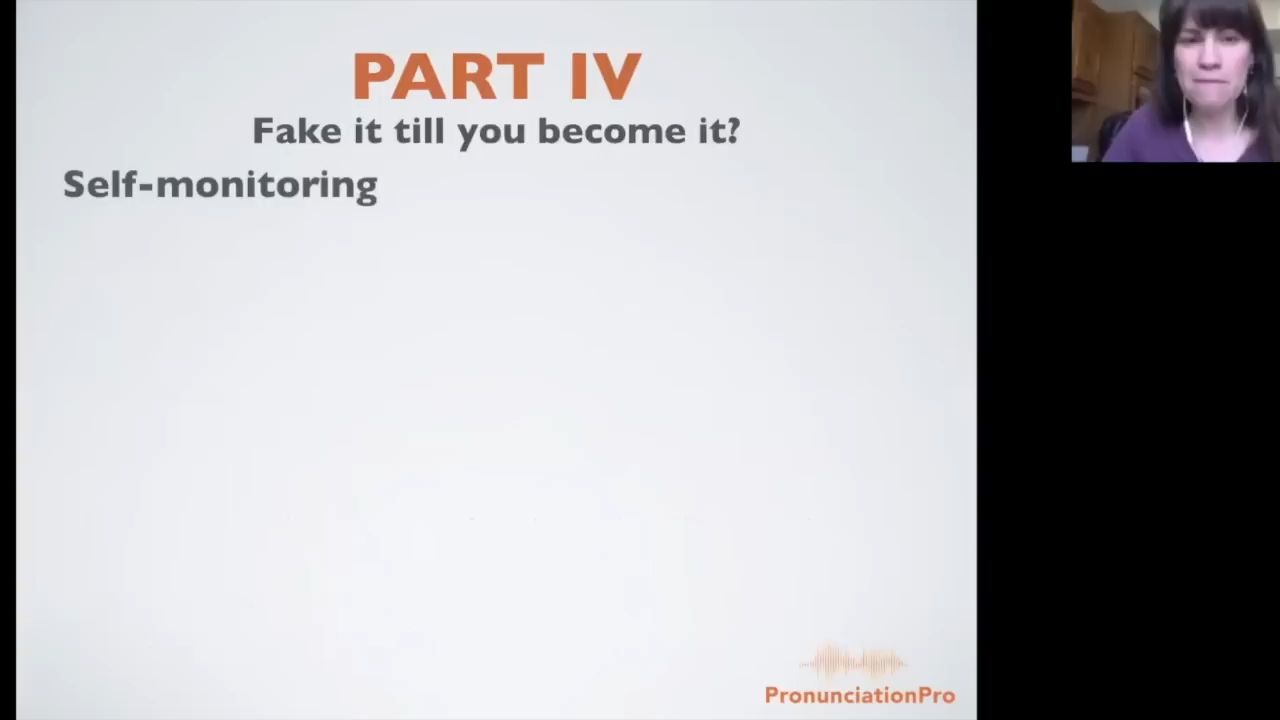 PART IV
Fake it till you become it?
Self-monitoring
PronunciationPro